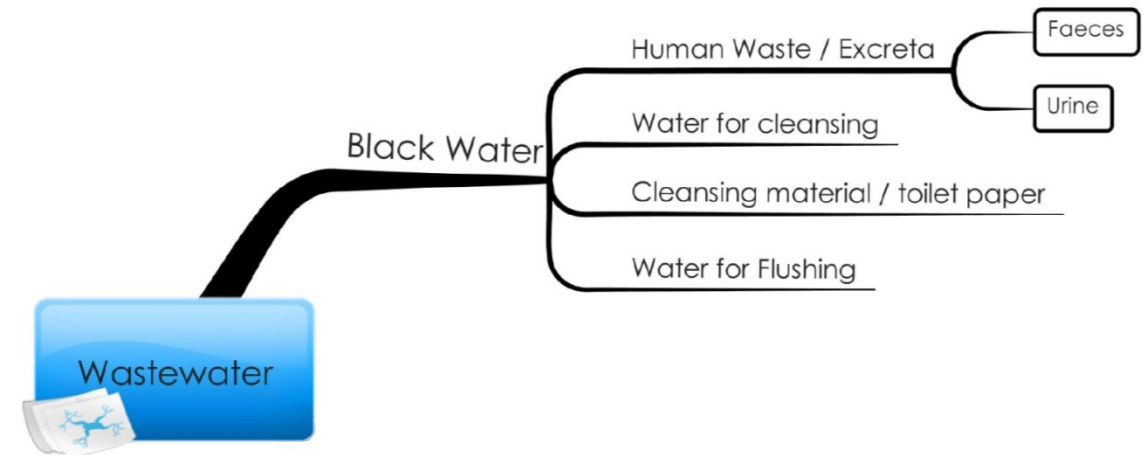 Faeces
Human Waste / Excreta
Urine
Water for cleansing
Black Water
Cleansing material / toilet paper
Water for Flushing
Wastewater